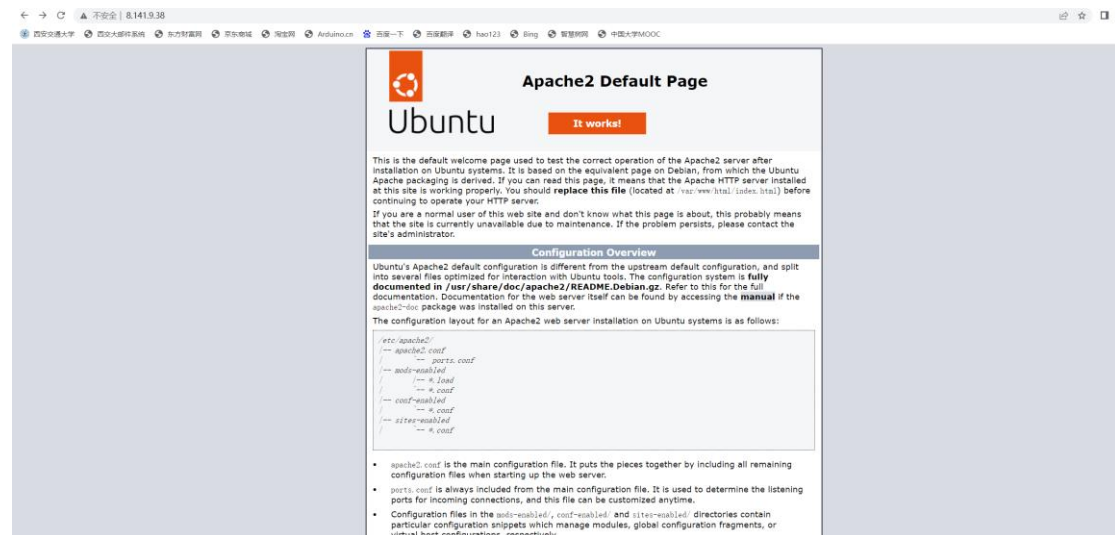 不安全 | 8.141.9.38
西安交通大学 西交大邮件系统 东方财富网 京东商城 淘宝网 Arduino.cn 百度一下 百度翻译 hao123 Bing 智慧树网 中国大学MOOC
Apache2 Default Page
Ubuntu
It works!
This is the default welcome page used to test the correct operation of the Apache2 server after
installation on Ubuntu systems. It is based on the equivalent page on Debian, from which the Ubuntu
Apache packaging is derived. If you can read this page, it means that the Apache HTTP server installed
at this site is working properly. You should replace this file (located at /var/www/html/index.html) before
continuing to operate your HTTP server.
If you are a normal user of this web site and don't know what this page is about, this probably means
that the site is currently unavailable due to maintenance. If the problem persists, please contact the
site's administrator.
Configuration Overview
Ubuntu's Apache2 default configuration is different from the upstream default configuration, and split
into several files optimized for interaction with Ubuntu tools. The configuration system is fully
documented in /usr/share/doc/apache2/README.Debian.gz. Refer to this for the full
documentation. Documentation for the web server itself can be found by accessing the manual if the
apache2-doc package was installed on this server.
The configuration layout for an Apache2 web server installation on Ubuntu systems is as follows:
/etc/apache2/
|-- apache2.conf
|       `-- ports.conf
|-- mods-enabled
|       |-- *.load
|       `-- *.conf
|-- conf-enabled
|       `-- *.conf
|-- sites-enabled
|       `-- *.conf
• apache2.conf is the main configuration file. It puts the pieces together by including all remaining
configuration files when starting up the web server.
• ports.conf is always included from the main configuration file. It is used to determine the listening
ports for incoming connections, and this file can be customized anytime.
• Configuration files in the mods-enabled/, conf-enabled/ and sites-enabled/ directories contain
particular configuration snippets which manage modules, global configuration fragments, or
virtual host configurations, respectively.